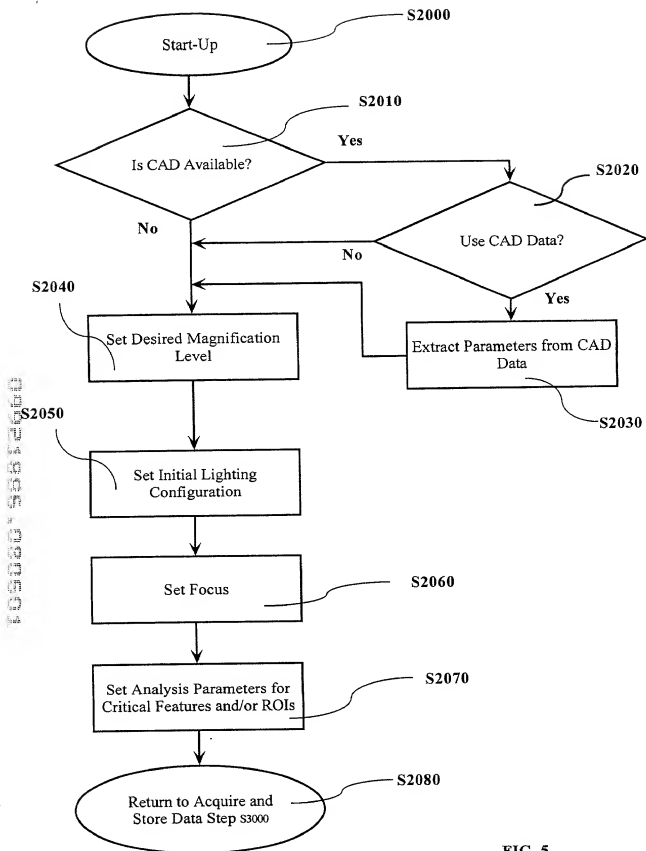 S2000
Start-Up
S2010
Yes
Is CAD Available?
S2020
No
Use CAD Data?
No
S2040
Yes
Set Desired Magnification
Level
Extract Parameters from CAD
Data
S2050
S2030
Set Initial Lighting
Configuration
Set Focus
S2060
Set Analysis Parameters for
Critical Features and/or ROIs
S2070
S2080
Return to Acquire and
Store Data Step S3000
FIG. 5